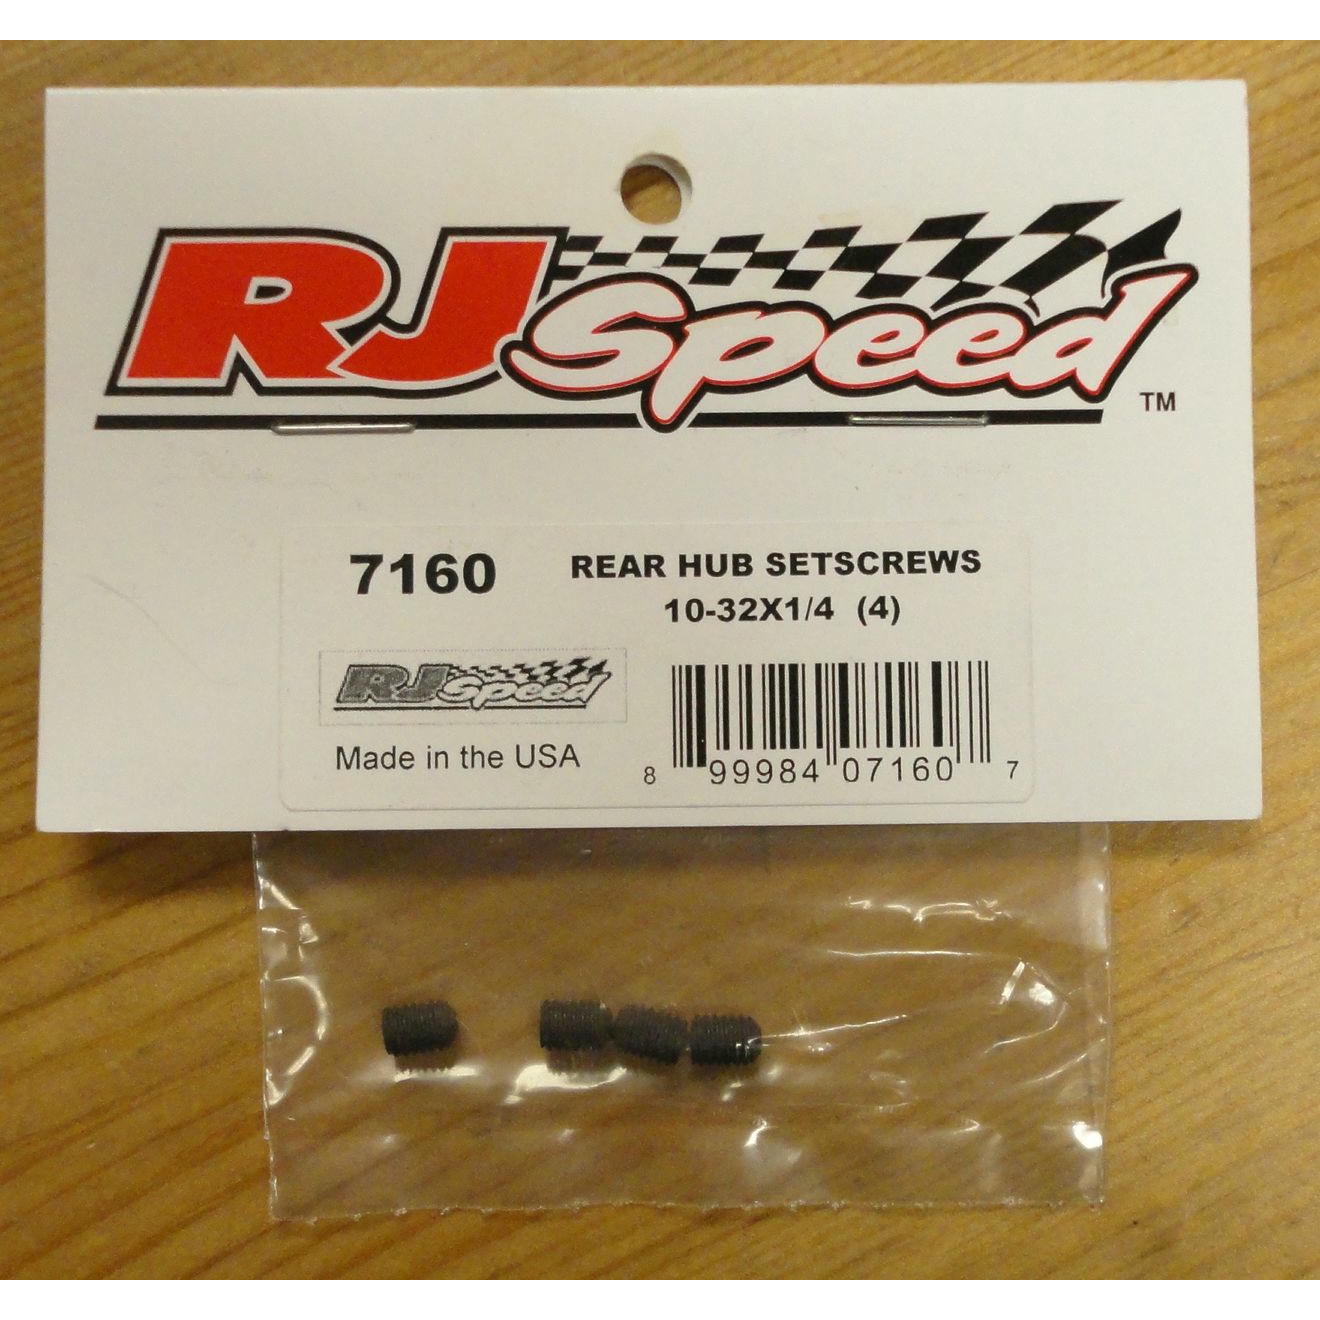 RJ Speed
TM
7160
REAR HUB SETSCREWS
10-32X1/4 (4)
RJ Speed
Made in the USA
8 99984 07160 7